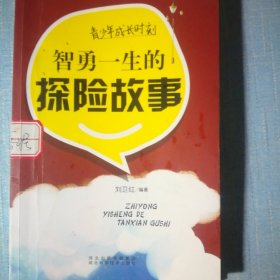 青少年成长时刻
智勇一生的
探险故事
刘卫红/编著
ZHIYONG
YISHENG DE
TANXIAN GUSHI